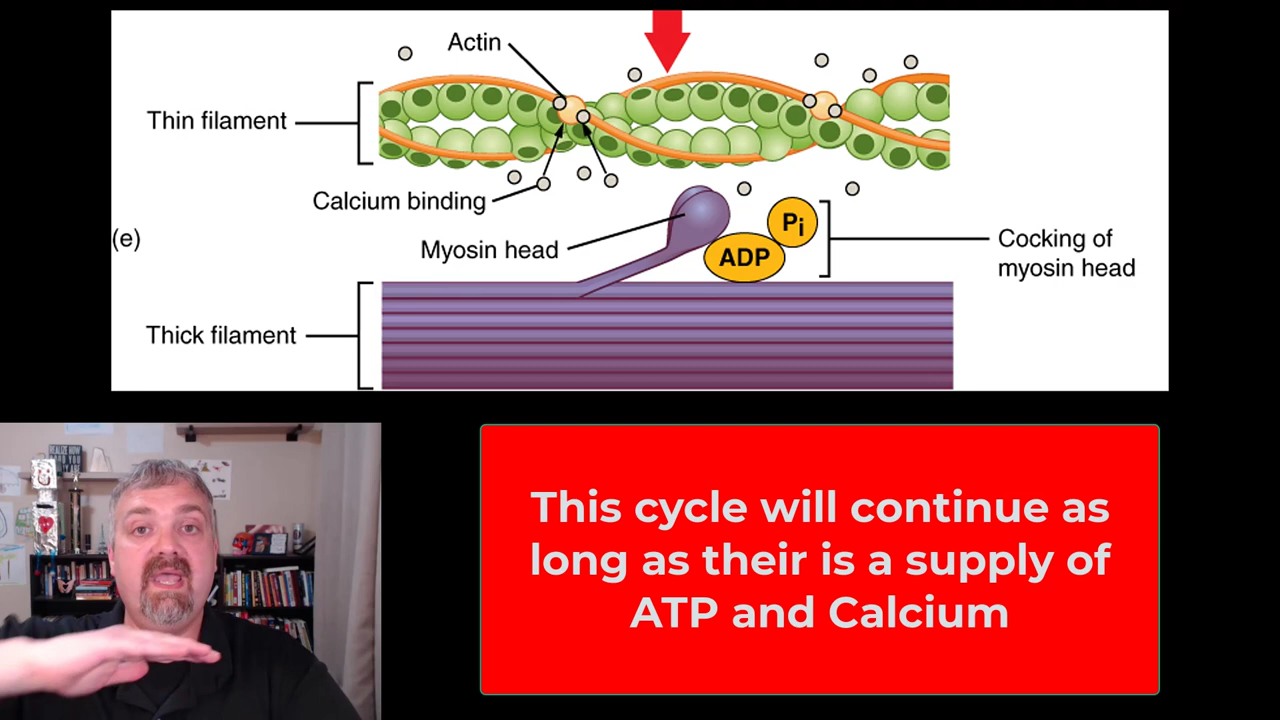 Actin
Thin filament
Calcium binding
(e)
Myosin head
Pi
ADP
Cocking of
myosin head
Thick filament
This cycle will continue as
long as their is a supply of
ATP and Calcium